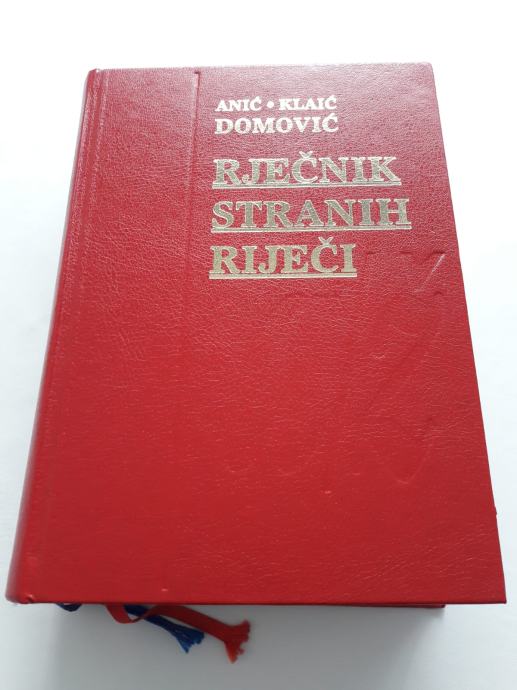 ANIĆ • KLAIĆ
DOMOVIĆ
RJEČNIK
STRANIH
RIJEČI